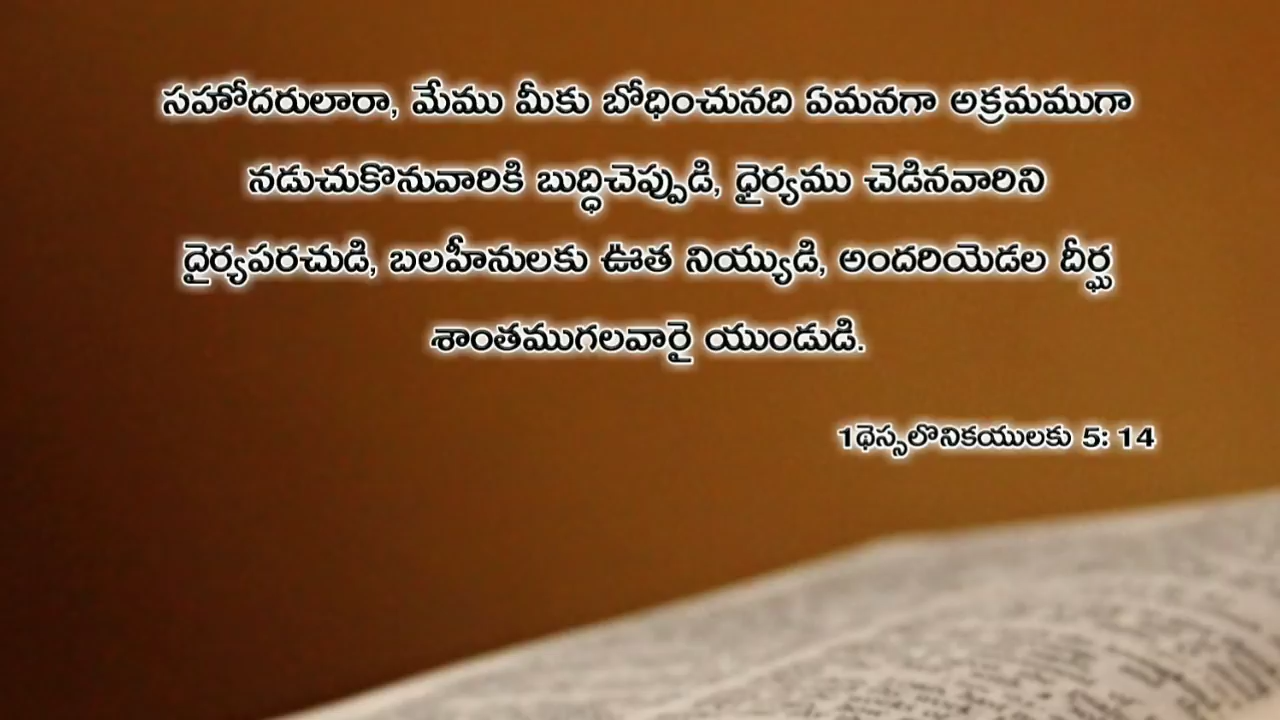 సహోదరులారా, మేము మీకు బోధించునది ఏమనగా అక్రమముగా
నడుచుకొనువారికి బుద్ధిచెప్పుడి, ధైర్యము చెడినవారిని
దైర్యపరచుడి, బలహీనులకు ఊత నియ్యుడి, అందరియెడల దీర్ఘ
శాంతముగలవారై యుండుడి.
1థెస్సలొనికయులకు 5: 14